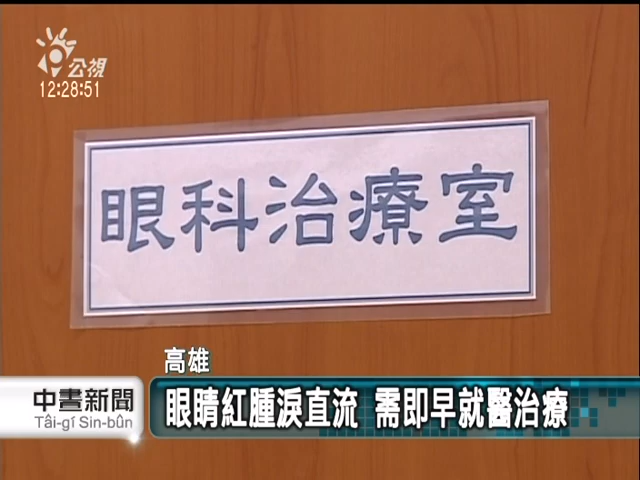 公視
12:28:51
眼科治療室
高雄
中晝新聞
Tâi-gí Sin-bûn
眼睛紅腫淚直流 需即早就醫治療